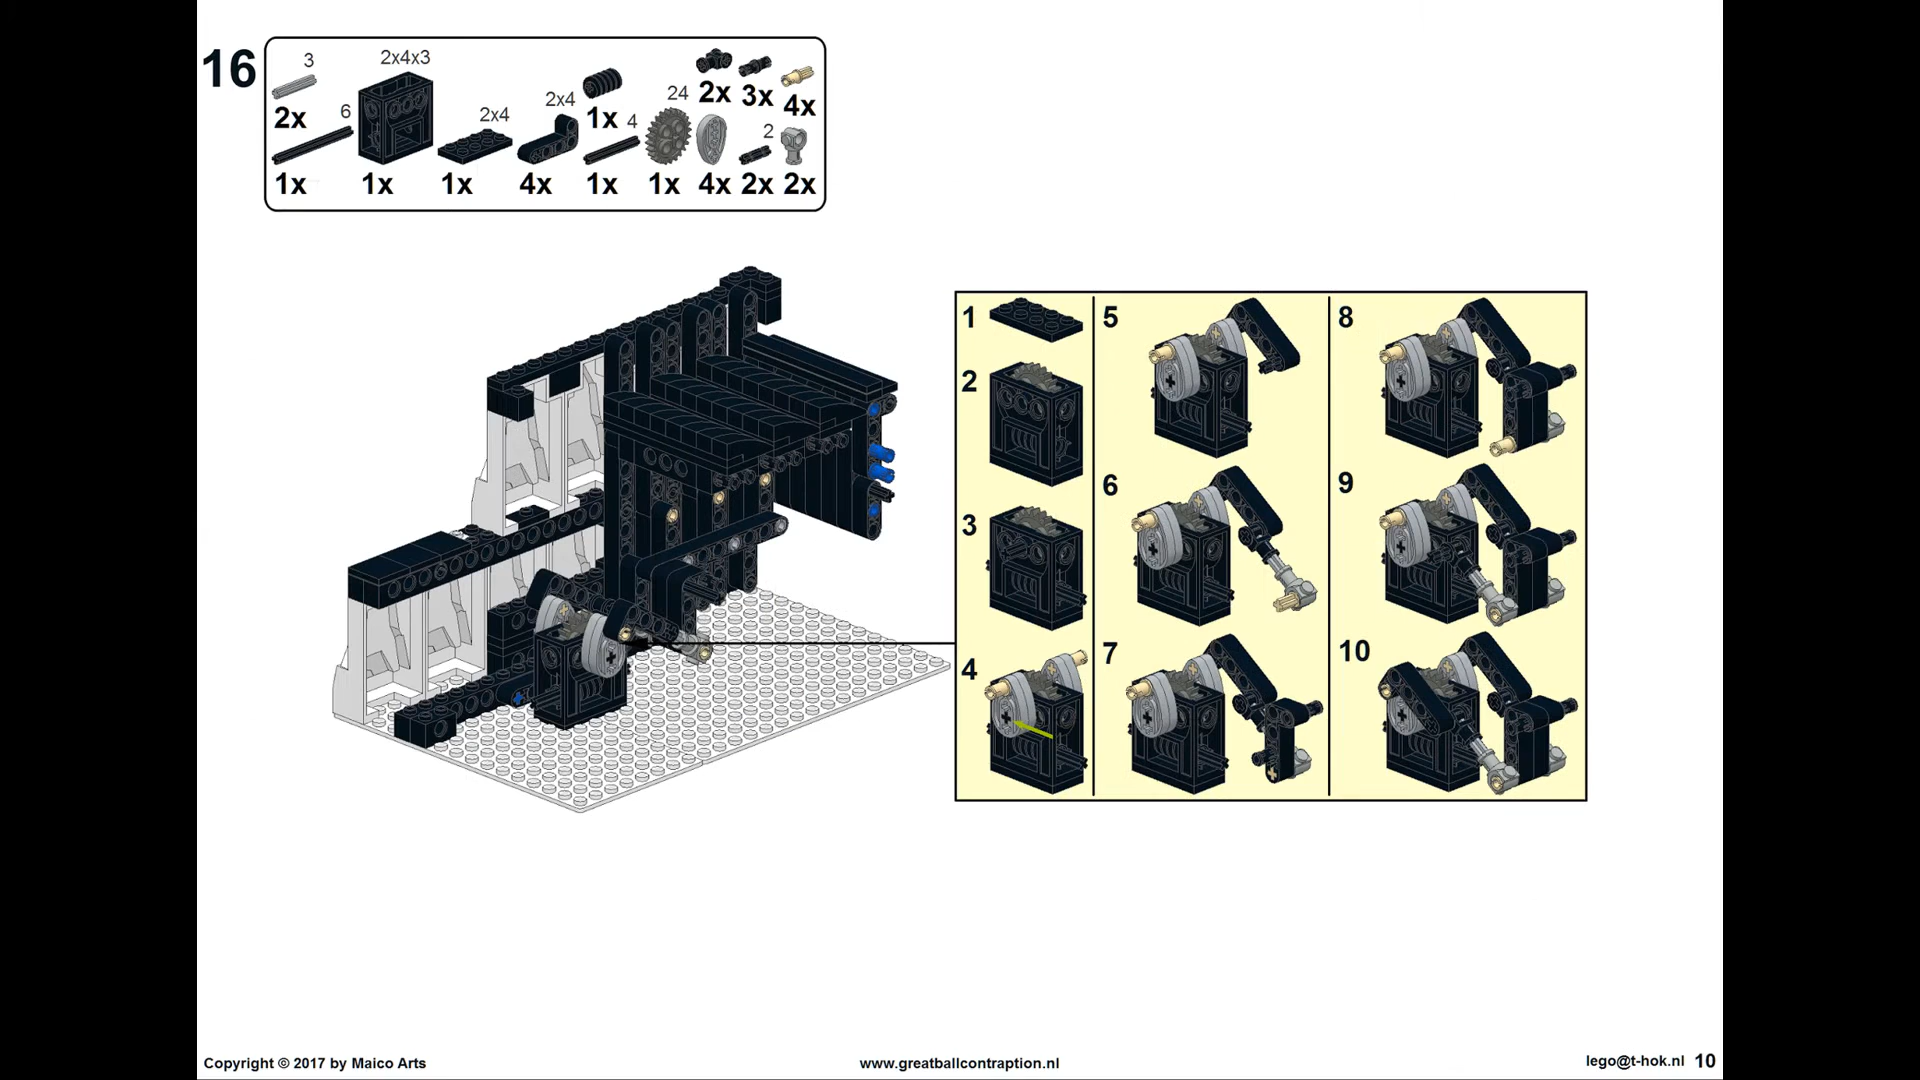 16
3
2x4x3
2x
3x
4x
2x
6
2x4
2x4
1x
4
24
2
1x
1x
1x
4x
1x
1x
4x
2x
2x
1
5
8
2
3
6
9
4
7
10
Copyright © 2017 by Maico Arts
www.greatballcontraption.nl
lego@t-hok.nl 10